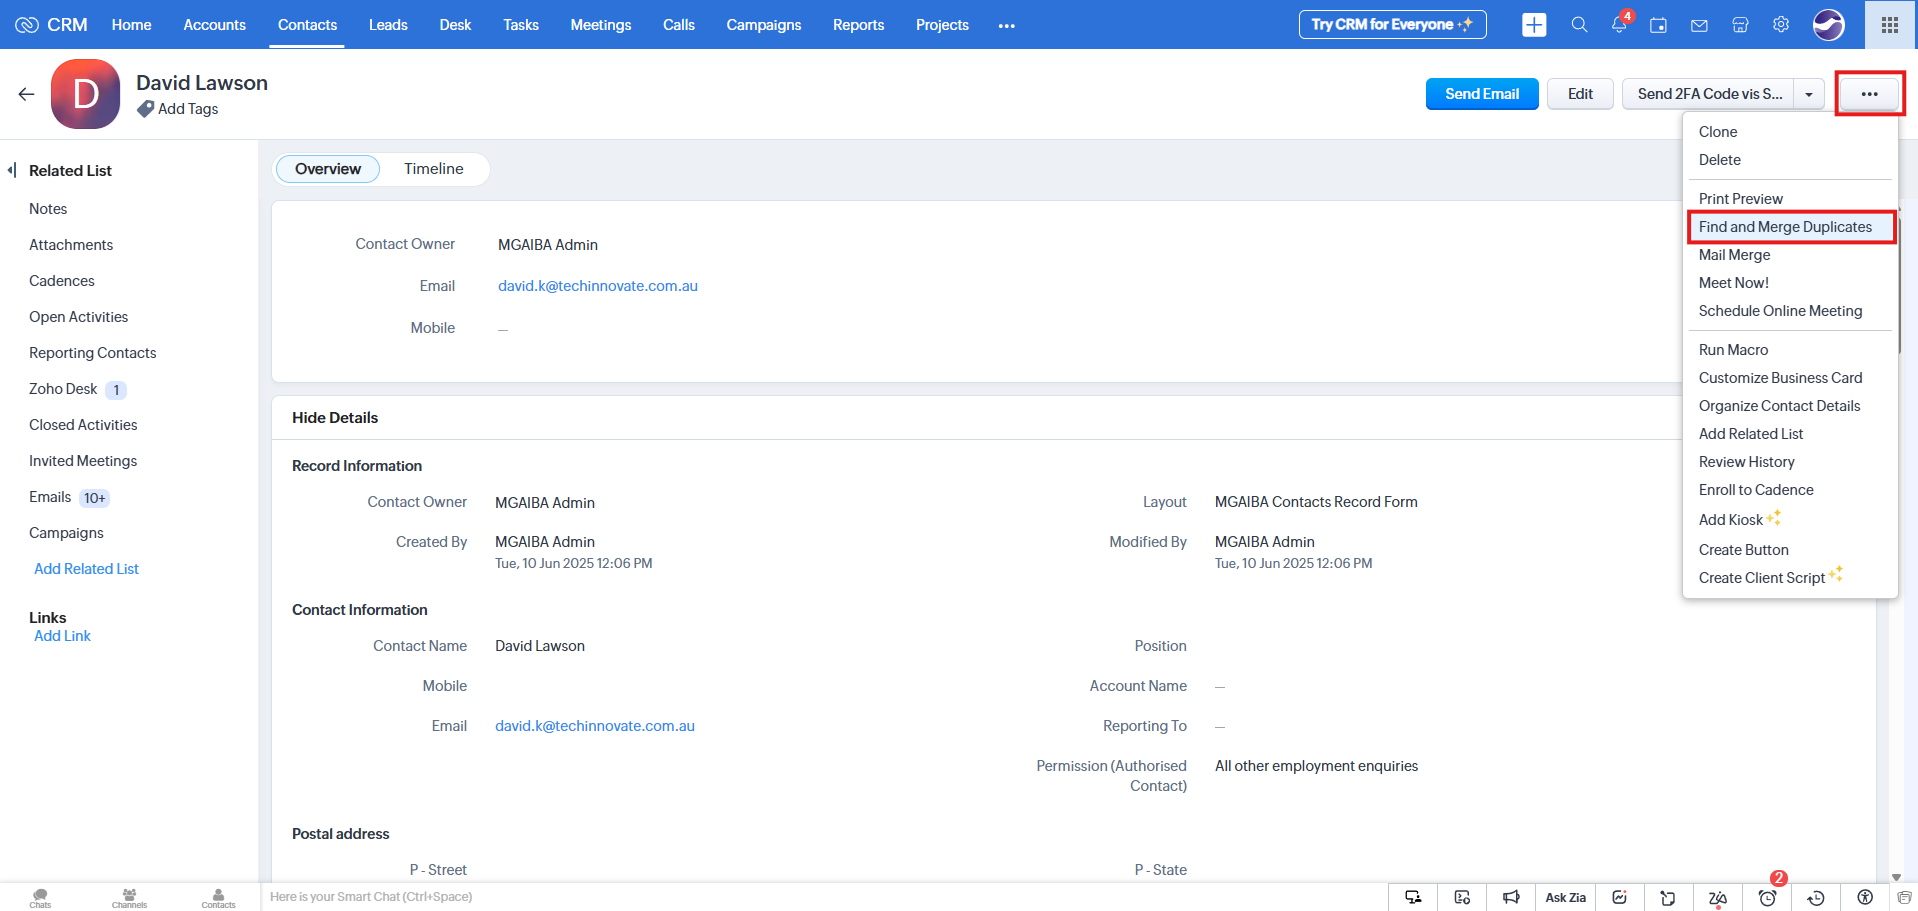 CRM Home Accounts Contacts Leads Desk Tasks Meetings Calls Campaigns Reports Projects ••• Try CRM for Everyone 4
D
David Lawson
Add Tags
Send Email Edit Send 2FA Code vis S... •••
Clone
Delete
Print Preview
Find and Merge Duplicates
Mail Merge
Meet Now!
Schedule Online Meeting
Run Macro
Customize Business Card
Organize Contact Details
Add Related List
Review History
Enroll to Cadence
Add Kiosk
Create Button
Create Client Script
Related List
Notes
Attachments
Cadences
Open Activities
Reporting Contacts
Zoho Desk 1
Closed Activities
Invited Meetings
Emails 10+
Campaigns
Add Related List
Links
Add Link
Overview Timeline
Contact Owner MGAIBA Admin
Email david.k@techinnovate.com.au
Mobile —
Hide Details
Record Information
Contact Owner MGAIBA Admin Layout MGAIBA Contacts Record Form
Created By MGAIBA Admin Modified By MGAIBA Admin
Tue, 10 Jun 2025 12:06 PM Tue, 10 Jun 2025 12:06 PM
Contact Information
Contact Name David Lawson Position
Mobile Account Name —
Email david.k@techinnovate.com.au Reporting To —
Permission (Authorised All other employment enquiries
Contact)
Postal address
P - Street P - State
Chats Channels Contacts Here is your Smart Chat (Ctrl+Space) Ask Zia 2